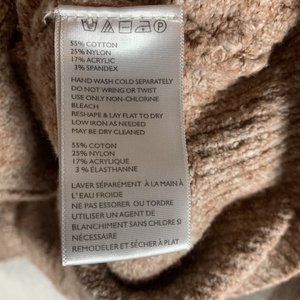 55% COTTON
25% NYLON
17% ACRYLIC
3% SPANDEX
HAND WASH COLD SEPARATELY
DO NOT WRING OR TWIST
USE ONLY NON-CHLORINE
BLEACH
RESHAPE & LAY FLAT TO DRY
LOW IRON AS NEEDED
MAY BE DRY CLEANED
55% COTTON
25% NYLON
17% ACRYLIQUE
3 % ÉLASTHANNE
LAVER SÉPARÉMENT À LA MAIN À
L'EAU FROIDE
NE PAS ESSORER OU TORDRE
UTILISER UN AGENT DE
BLANCHIMENT SANS CHLORE SI
NÉCESSAIRE
REMODELER ET SÉCHER À PLAT